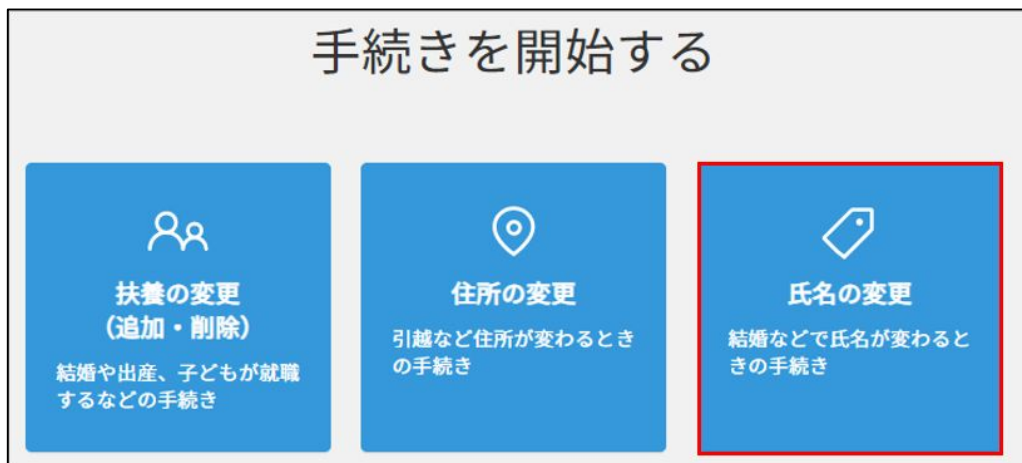 手続きを開始する
扶養の変更
（追加・削除）
結婚や出産、子どもが就職
するなどの手続き
住所の変更
引越など住所が変わるとき
の手続き
氏名の変更
結婚などで氏名が変わると
きの手続き